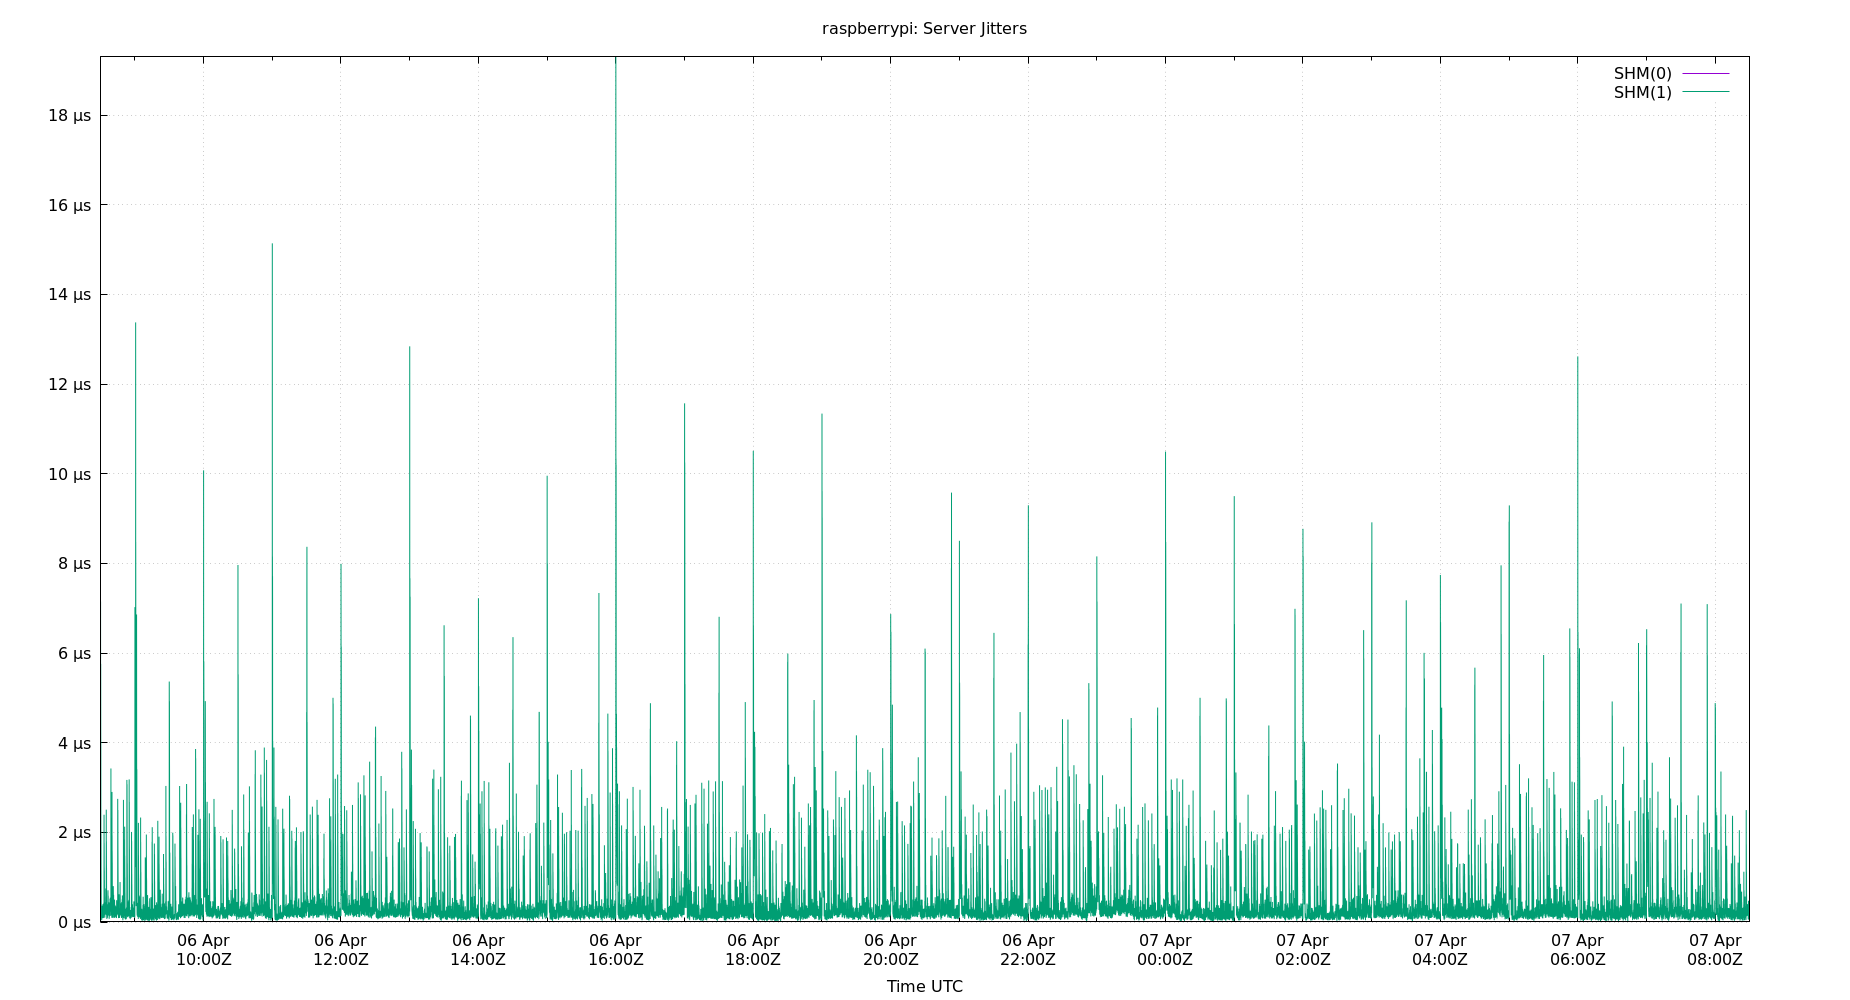 raspberrypi: Server Jitters
SHM(0)
SHM(1)
18 µs
16 µs
14 µs
12 µs
10 µs
8 µs
6 µs
4 µs
2 µs
0 µs
06 Apr 06 Apr 06 Apr 06 Apr 06 Apr 06 Apr 06 Apr 07 Apr 07 Apr 07 Apr 07 Apr 07 Apr
10:00Z 12:00Z 14:00Z 16:00Z 18:00Z 20:00Z 22:00Z 00:00Z 02:00Z 04:00Z 06:00Z 08:00Z
Time UTC